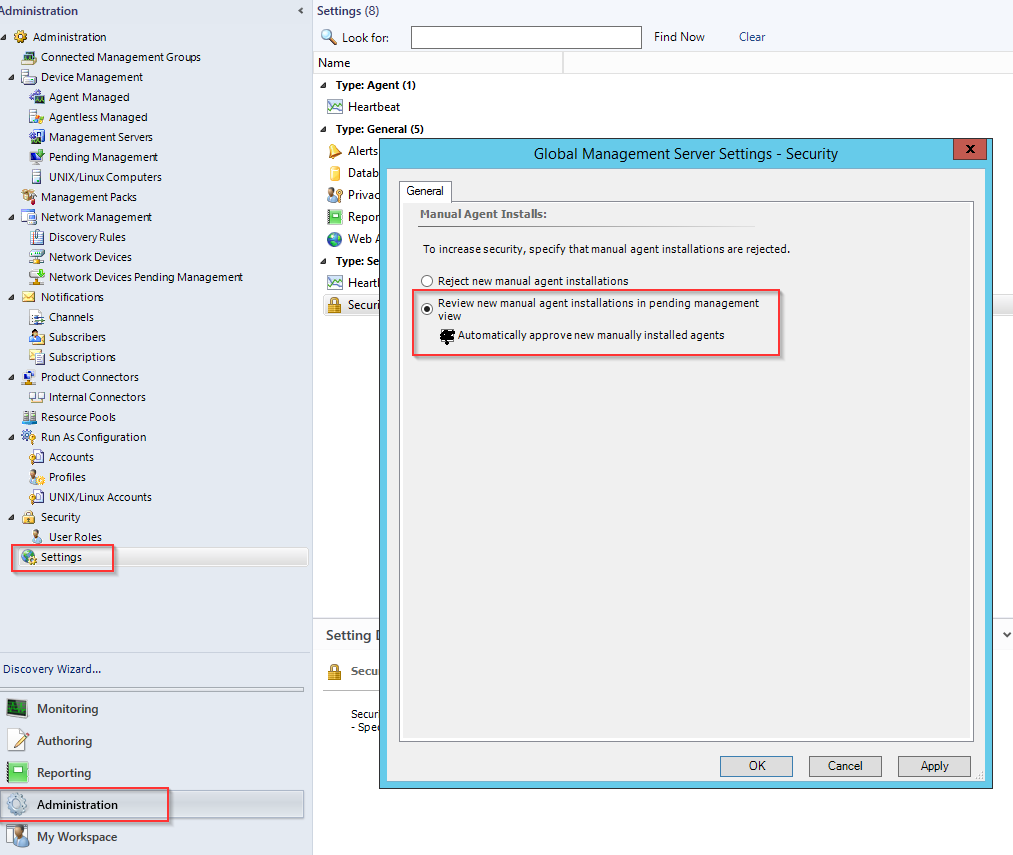 Administration
Administration
Connected Management Groups
Device Management
Agent Managed
Agentless Managed
Management Servers
Pending Management
UNIX/Linux Computers
Management Packs
Network Management
Discovery Rules
Network Devices
Network Devices Pending Management
Notifications
Channels
Subscribers
Subscriptions
Product Connectors
Internal Connectors
Resource Pools
Run As Configuration
Accounts
Profiles
UNIX/Linux Accounts
Security
User Roles
Settings
Discovery Wizard...
Monitoring
Authoring
Reporting
Administration
My Workspace
Settings (8)
Look for: Find Now Clear
Name
Type: Agent (1)
Heartbeat
Type: General (5)
Alerts
Datab
Privac
Repor
Web A
Type: Se
Heartl
Securi
Setting D
Secu
Secur
- Spec
Global Management Server Settings - Security
General
Manual Agent Installs:
To increase security, specify that manual agent installations are rejected.
Reject new manual agent installations
Review new manual agent installations in pending management
view
Automatically approve new manually installed agents
OK Cancel Apply